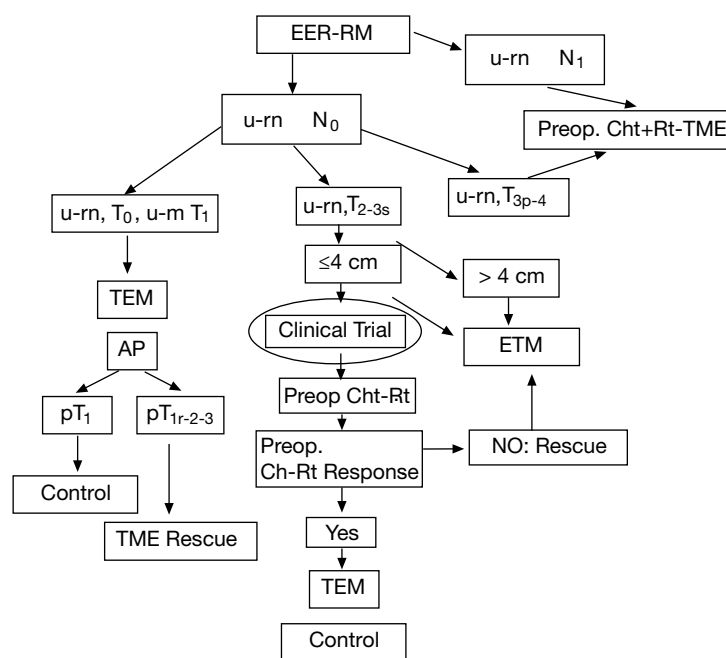 EER-RM
u-rn N₁
u-rn N₀
Preop. Cht+Rt-TME
u-rn, T₀, u-m T₁
u-rn,T₂₋₃ₛ
u-rn,T₃ₚ₋₄
≤4 cm
> 4 cm
TEM
Clinical Trial
ETM
AP
Preop Cht-Rt
pT₁
pT₁ᵣ₋₂₋₃
Preop.
Ch-Rt Response
NO: Rescue
Control
TME Rescue
Yes
TEM
Control